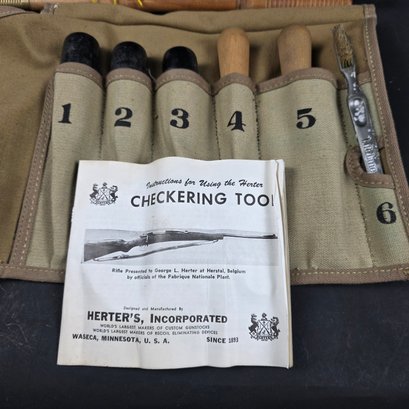 1 2 3 4 5
6
Instructions for Using the Herter
CHECKERING TOOL
Rifle Presented to George L. Herter at Herstal, Belgium
by officials of the Fabrique Nationale Plant.
Designed and Manufactured By
HERTER'S, INCORPORATED
WORLD'S LARGEST MAKERS OF CUSTOM GUNSTOCKS
WORLD'S LARGEST MAKERS OF RECOIL ELIMINATING DEVICES
WASECA, MINNESOTA, U. S. A. SINCE 1893